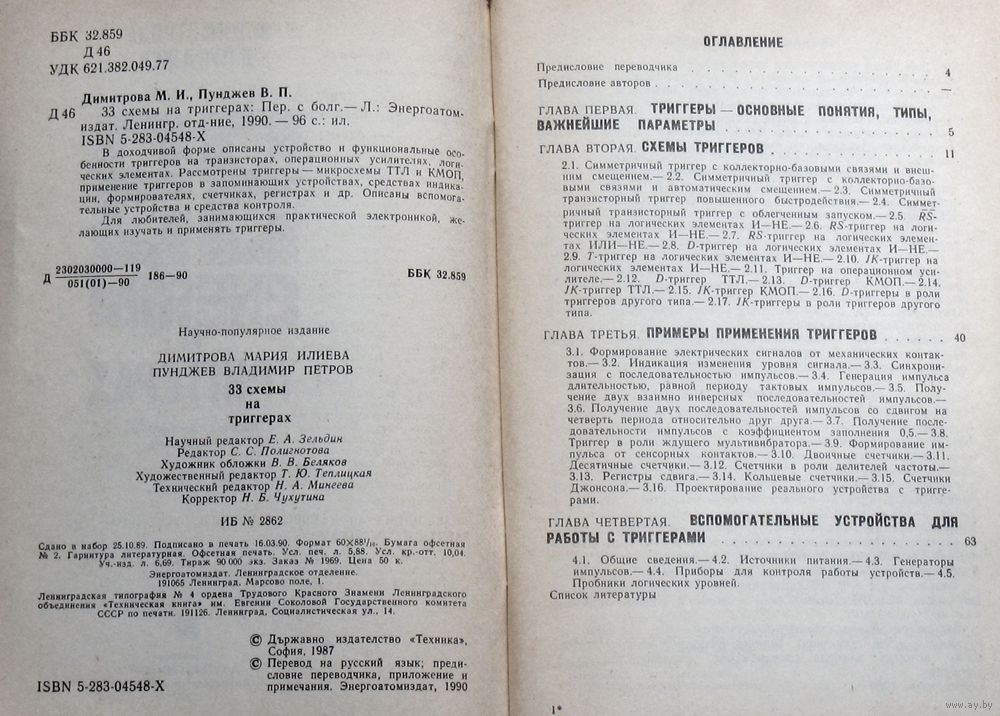 ББК 32.859
Д 46
УДК 621.382.049.77
Димитрова М. И., Пунджев В. П.
Д 46 33 схемы на триггерах: Пер. с болг.— Л.: Энергоатом-
издат. Ленингр. отд-ние, 1990.— 96 с.: ил.
ISBN 5-283-04548-X
В доходчивой форме описаны устройство и функциональные осо-
бенности триггеров на транзисторах, операционных усилителях, логи-
ческих элементах. Рассмотрены триггеры — микросхемы ТТЛ и КМОП,
применение триггеров в запоминающих устройствах, средствах индика-
ции, формирователях, счетчиках, регистрах и др. Описаны вспомога-
тельные устройства и средства контроля.
Для любителей, занимающихся практической электроникой, же-
лающих изучать и применять триггеры.
Д 2302030000—119
051(01)—90 186—90 ББК 32.859
Научно-популярное издание
ДИМИТРОВА МАРИЯ ИЛИЕВА
ПУНДЖЕВ ВЛАДИМИР ПЕТРОВ
33 схемы
на
триггерах
Научный редактор Е. А. Зельдин
Редактор С. С. Полигнотова
Художник обложки В. В. Беляков
Художественный редактор Т. Ю. Теплицкая
Технический редактор Н. А. Минеева
Корректор Н. Б. Чухутина
ИБ № 2862
Сдано в набор 25.10.89. Подписано в печать 16.03.90. Формат 60×88¹/₁₆. Бумага офсетная
№ 2. Гарнитура литературная. Офсетная печать. Усл. печ. л. 5,88. Усл. кр.-отт. 10,04.
Уч.-изд. л. 6,69. Тираж 90 000 экз. Заказ № 1969. Цена 50 к.
Энергоатомиздат. Ленинградское отделение.
191065 Ленинград. Марсово поле, 1.
Ленинградская типография № 4 ордена Трудового Красного Знамени Ленинградского
объединения «Техническая книга» им. Евгении Соколовой Государственного комитета
СССР по печати. 191126. Ленинград, Социалистическая ул., 14.
© Държавно издателство «Техника»,
София, 1987
© Перевод на русский язык; преди-
словие переводчика, приложение и
примечания. Энергоатомиздат, 1990
ISBN 5-283-04548-X
ОГЛАВЛЕНИЕ
Предисловие переводчика . . . . . . . . . . . . . . . . 4
Предисловие авторов . . . . . . . . . . . . . . . . . . —
ГЛАВА ПЕРВАЯ. ТРИГГЕРЫ — ОСНОВНЫЕ ПОНЯТИЯ, ТИПЫ,
ВАЖНЕЙШИЕ ПАРАМЕТРЫ . . . . . . . . . . . . . . . . 5
ГЛАВА ВТОРАЯ. СХЕМЫ ТРИГГЕРОВ . . . . . . . . . . . . 11
2.1. Симметричный триггер с коллекторно-базовыми связями и внеш-
ним смещением.— 2.2. Симметричный триггер с коллекторно-базо-
выми связями и автоматическим смещением.— 2.3. Симметричный
транзисторный триггер повышенного быстродействия.— 2.4. Симмет-
ричный транзисторный триггер с облегченным запуском.— 2.5. RS-
триггер на логических элементах И—НЕ.— 2.6. RS-триггер на логи-
ческих элементах И—НЕ.— 2.7. RS-триггер на логических элемен-
тах ИЛИ—НЕ.— 2.8. D-триггер на логических элементах И—НЕ.—
2.9. T-триггер на логических элементах И—НЕ.— 2.10. JK-триггер на
логических элементах И—НЕ.— 2.11. Триггер на операционном уси-
лителе.— 2.12. D-триггер ТТЛ.— 2.13. D-триггер КМОП.— 2.14.
JK-триггер ТТЛ.— 2.15. JK-триггер КМОП.— 2.16. D-триггеры в роли
триггеров другого типа.— 2.17. JK-триггеры в роли триггеров другого
типа.
ГЛАВА ТРЕТЬЯ. ПРИМЕРЫ ПРИМЕНЕНИЯ ТРИГГЕРОВ . . . . . . 40
3.1. Формирование электрических сигналов от механических контак-
тов.— 3.2. Индикация изменения уровня сигнала.— 3.3. Синхрони-
зация с последовательностью импульсов.— 3.4. Генерация импульса
длительностью, равной периоду тактовых импульсов.— 3.5. Полу-
чение двух взаимно инверсных последовательностей импульсов.—
3.6. Получение двух последовательностей импульсов со сдвигом на
четверть периода относительно друг друга.— 3.7. Получение после-
довательности импульсов с коэффициентом заполнения 0,5.— 3.8.
Триггер в роли ждущего мультивибратора.— 3.9. Формирование им-
пульса от сенсорных контактов.— 3.10. Двоичные счетчики.— 3.11.
Десятичные счетчики.— 3.12. Счетчики в роли делителей частоты.—
3.13. Регистры сдвига.— 3.14. Кольцевые счетчики.— 3.15. Счетчики
Джонсона.— 3.16. Проектирование реального устройства с тригге-
рами.
ГЛАВА ЧЕТВЕРТАЯ. ВСПОМОГАТЕЛЬНЫЕ УСТРОЙСТВА ДЛЯ
РАБОТЫ С ТРИГГЕРАМИ . . . . . . . . . . . . . . . . 63
4.1. Общие сведения.— 4.2. Источники питания.— 4.3. Генераторы
импульсов.— 4.4. Приборы для контроля работы устройств.— 4.5.
Пробники логических уровней.
Список литературы
1*
www.ay.by